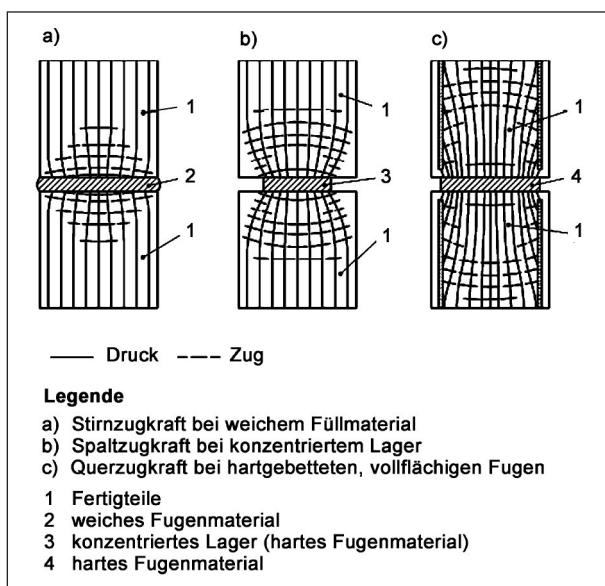 a) b) c)
1 1 1
2 3 4
1 1 1
Druck Zug
Legende
a) Stirnzugkraft bei weichem Füllmaterial
b) Spaltzugkraft bei konzentriertem Lager
c) Querzugkraft bei hartgebetteten, vollflächigen Fugen
1 Fertigteile
2 weiches Fugenmaterial
3 konzentriertes Lager (hartes Fugenmaterial)
4 hartes Fugenmaterial